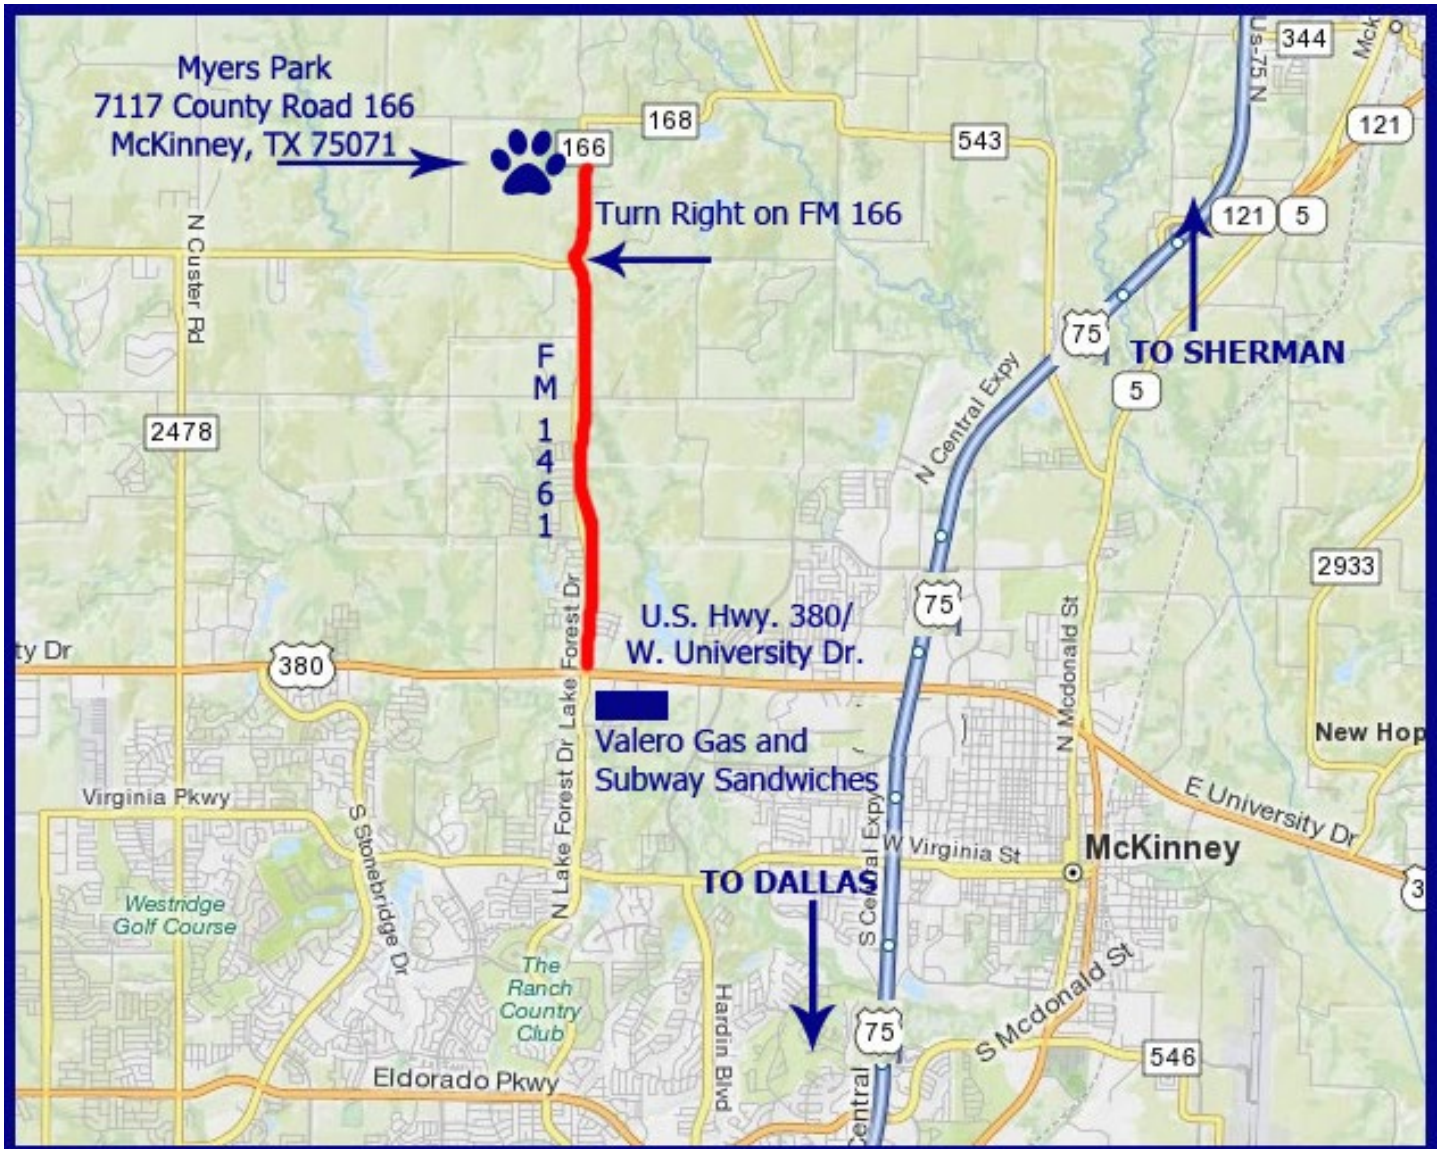 Myers Park
7117 County Road 166
McKinney, TX 75071
166
168
543
Us-75 N
344
Mck
121
121
5
Turn Right on FM 166
N Custer Rd
75
TO SHERMAN
5
FM 1461
N Central Expy
2478
75
2933
N Mcdonald St
U.S. Hwy. 380/
W. University Dr.
ty Dr
380
Lake Forest Dr
N Lake Forest Dr
Valero Gas and
Subway Sandwiches
New Hop
E University Dr
Virginia Pkwy
S Stonebridge Dr
S Central Expy
W Virginia St
McKinney
3
TO DALLAS
Westridge
Golf Course
The
Ranch
Country
Club
Hardin Blvd
S Mcdonald St
75
546
Eldorado Pkwy
Central